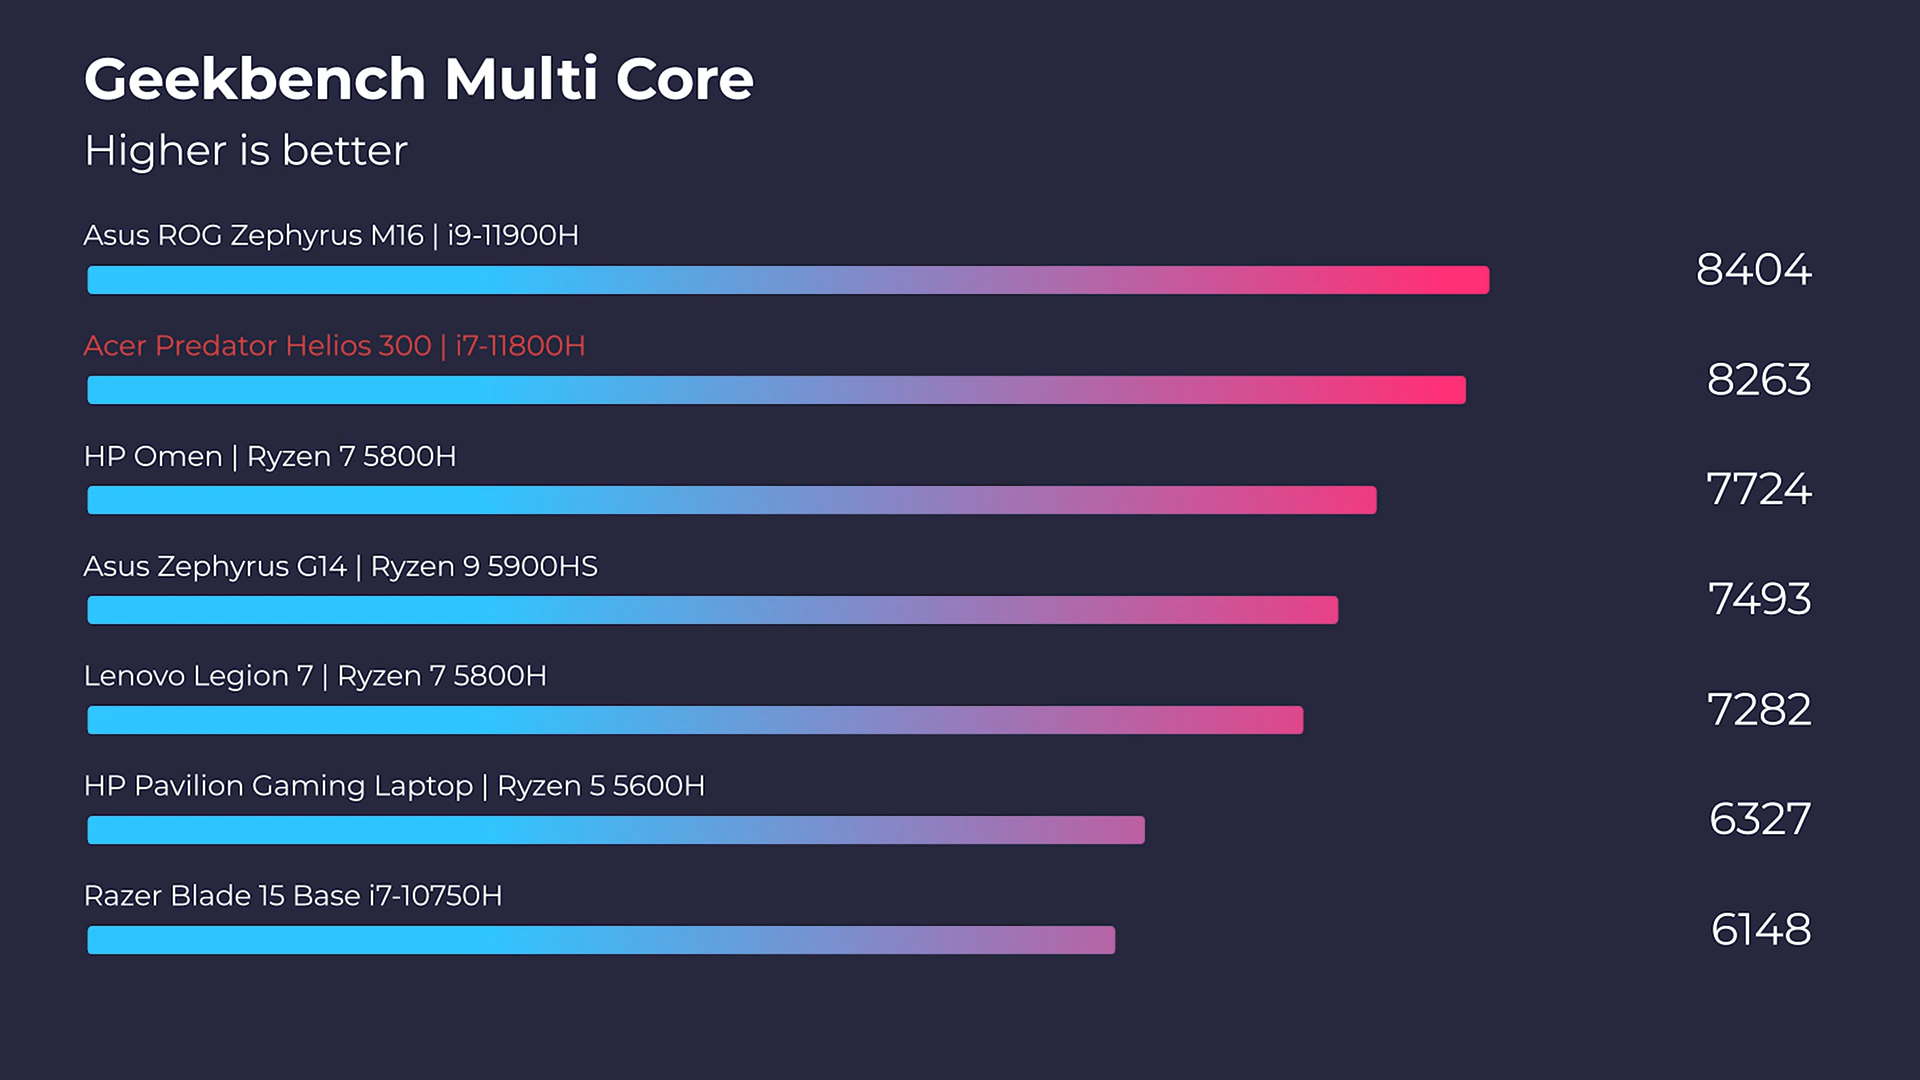 Geekbench Multi Core
Higher is better
Asus ROG Zephyrus M16 | i9-11900H
8404
Acer Predator Helios 300 | i7-11800H
8263
HP Omen | Ryzen 7 5800H
7724
Asus Zephyrus G14 | Ryzen 9 5900HS
7493
Lenovo Legion 7 | Ryzen 7 5800H
7282
HP Pavilion Gaming Laptop | Ryzen 5 5600H
6327
Razer Blade 15 Base i7-10750H
6148